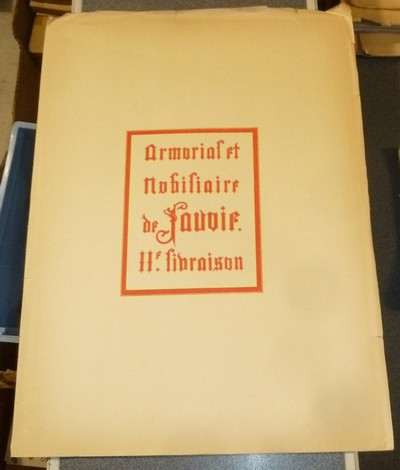 Armorial et
Nobiliaire
de Savoie.
IIᵉ. livraison